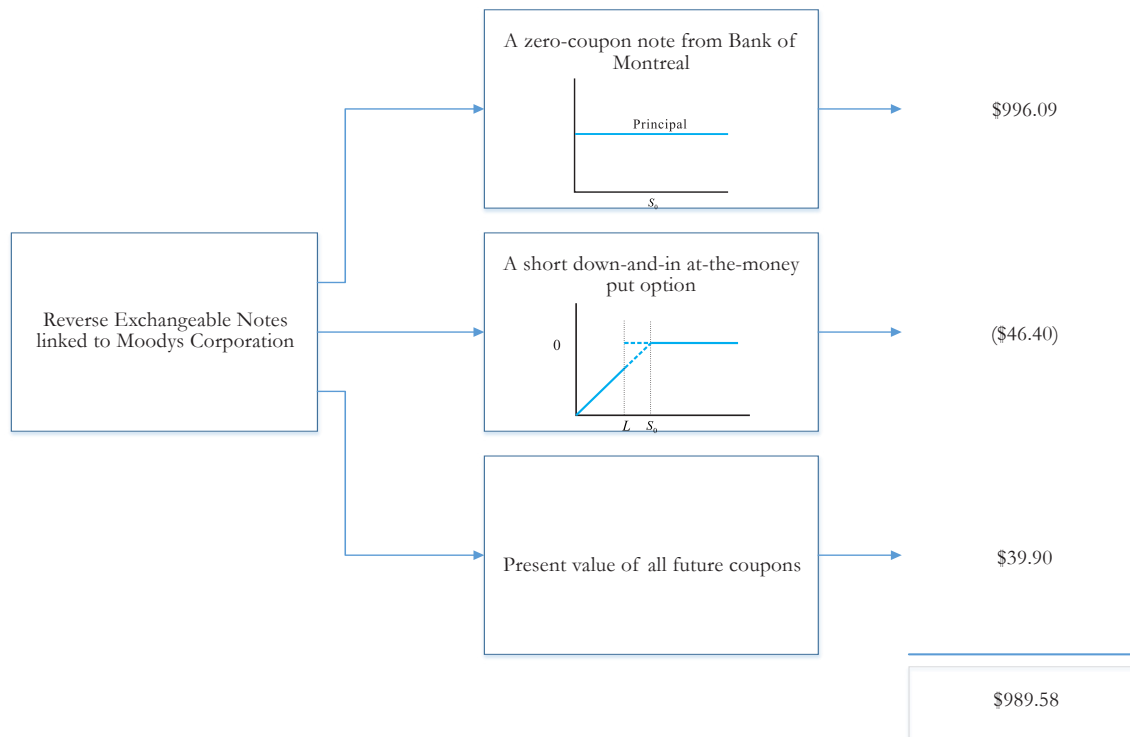 A zero-coupon note from Bank of
Montreal
Principal
S₀
$996.09
Reverse Exchangeable Notes
linked to Moodys Corporation
A short down-and-in at-the-money
put option
0
L S₀
($46.40)
Present value of all future coupons
$39.90
$989.58